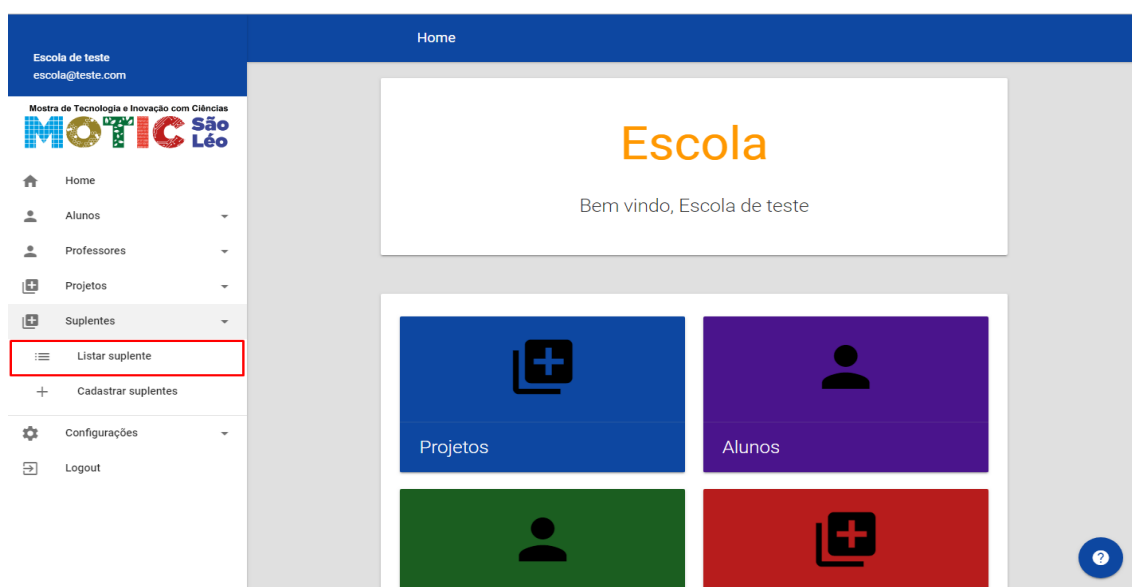 Escola de teste
escola@teste.com
Mostra de Tecnologia e Inovação com Ciências
MOTIC São Léo
Home
Alunos
Professores
Projetos
Suplentes
Listar suplente
Cadastrar suplentes
Configurações
Logout
Home
Escola
Bem vindo, Escola de teste
Projetos
Alunos
?